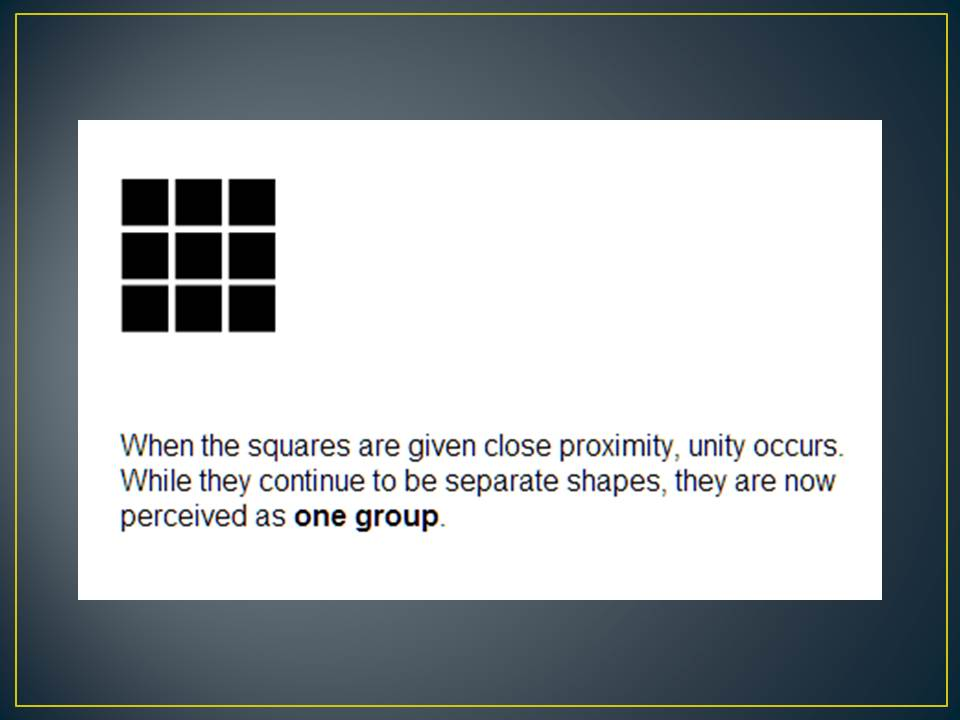 When the squares are given close proximity, unity occurs.
While they continue to be separate shapes, they are now
perceived as one group.